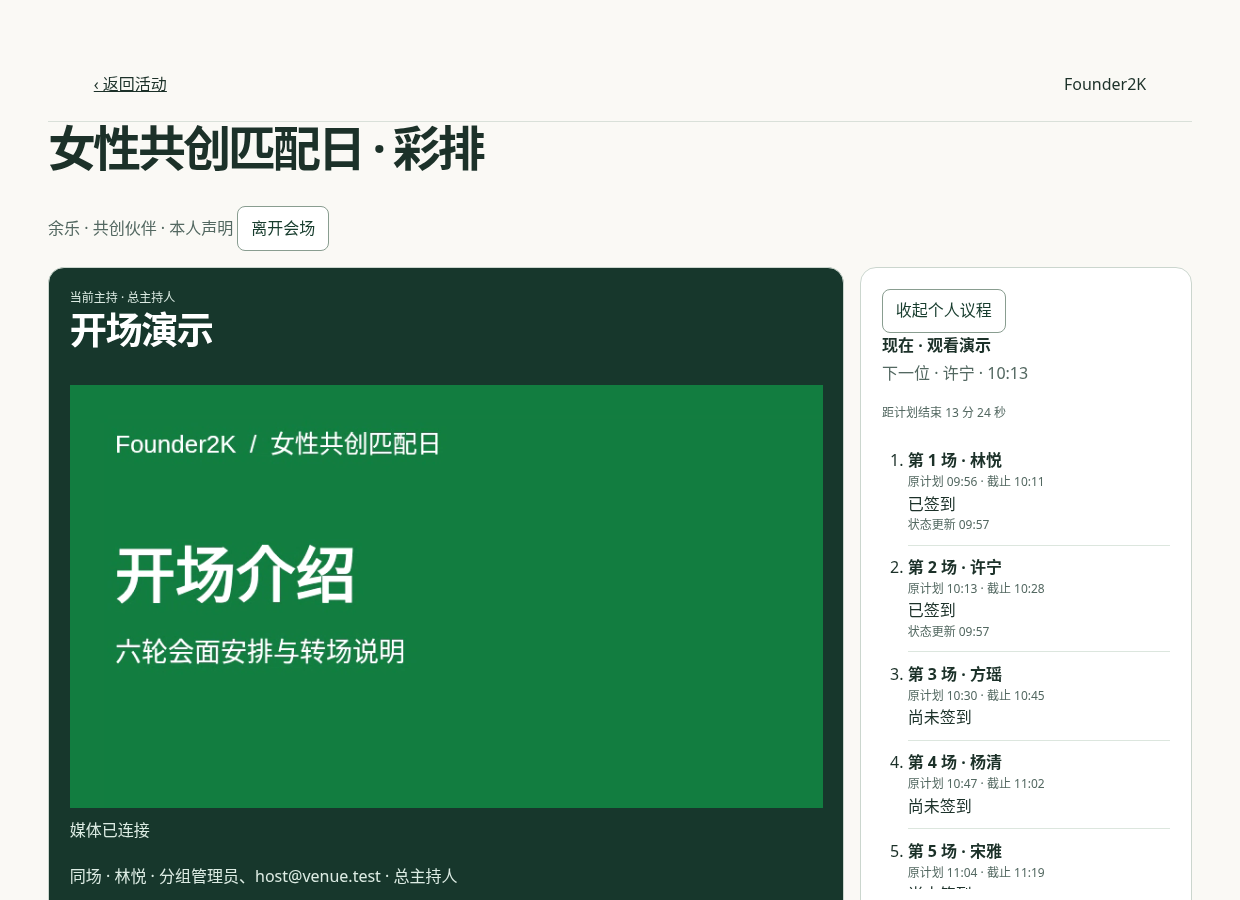 ‹ 返回活动
Founder2K
女性共创匹配日 · 彩排
余乐 · 共创伙伴 · 本人声明
离开会场
当前主持 · 总主持人
开场演示
Founder2K / 女性共创匹配日
开场介绍
六轮会面安排与转场说明
媒体已连接
同场 · 林悦 · 分组管理员、host@venue.test · 总主持人
收起个人议程
现在 · 观看演示
下一位 · 许宁 · 10:13
距计划结束 13 分 24 秒
1. 第 1 场 · 林悦
原计划 09:56 · 截止 10:11
已签到
状态更新 09:57
2. 第 2 场 · 许宁
原计划 10:13 · 截止 10:28
已签到
状态更新 09:57
3. 第 3 场 · 方瑶
原计划 10:30 · 截止 10:45
尚未签到
4. 第 4 场 · 杨清
原计划 10:47 · 截止 11:02
尚未签到
5. 第 5 场 · 宋雅
原计划 11:04 · 截止 11:19